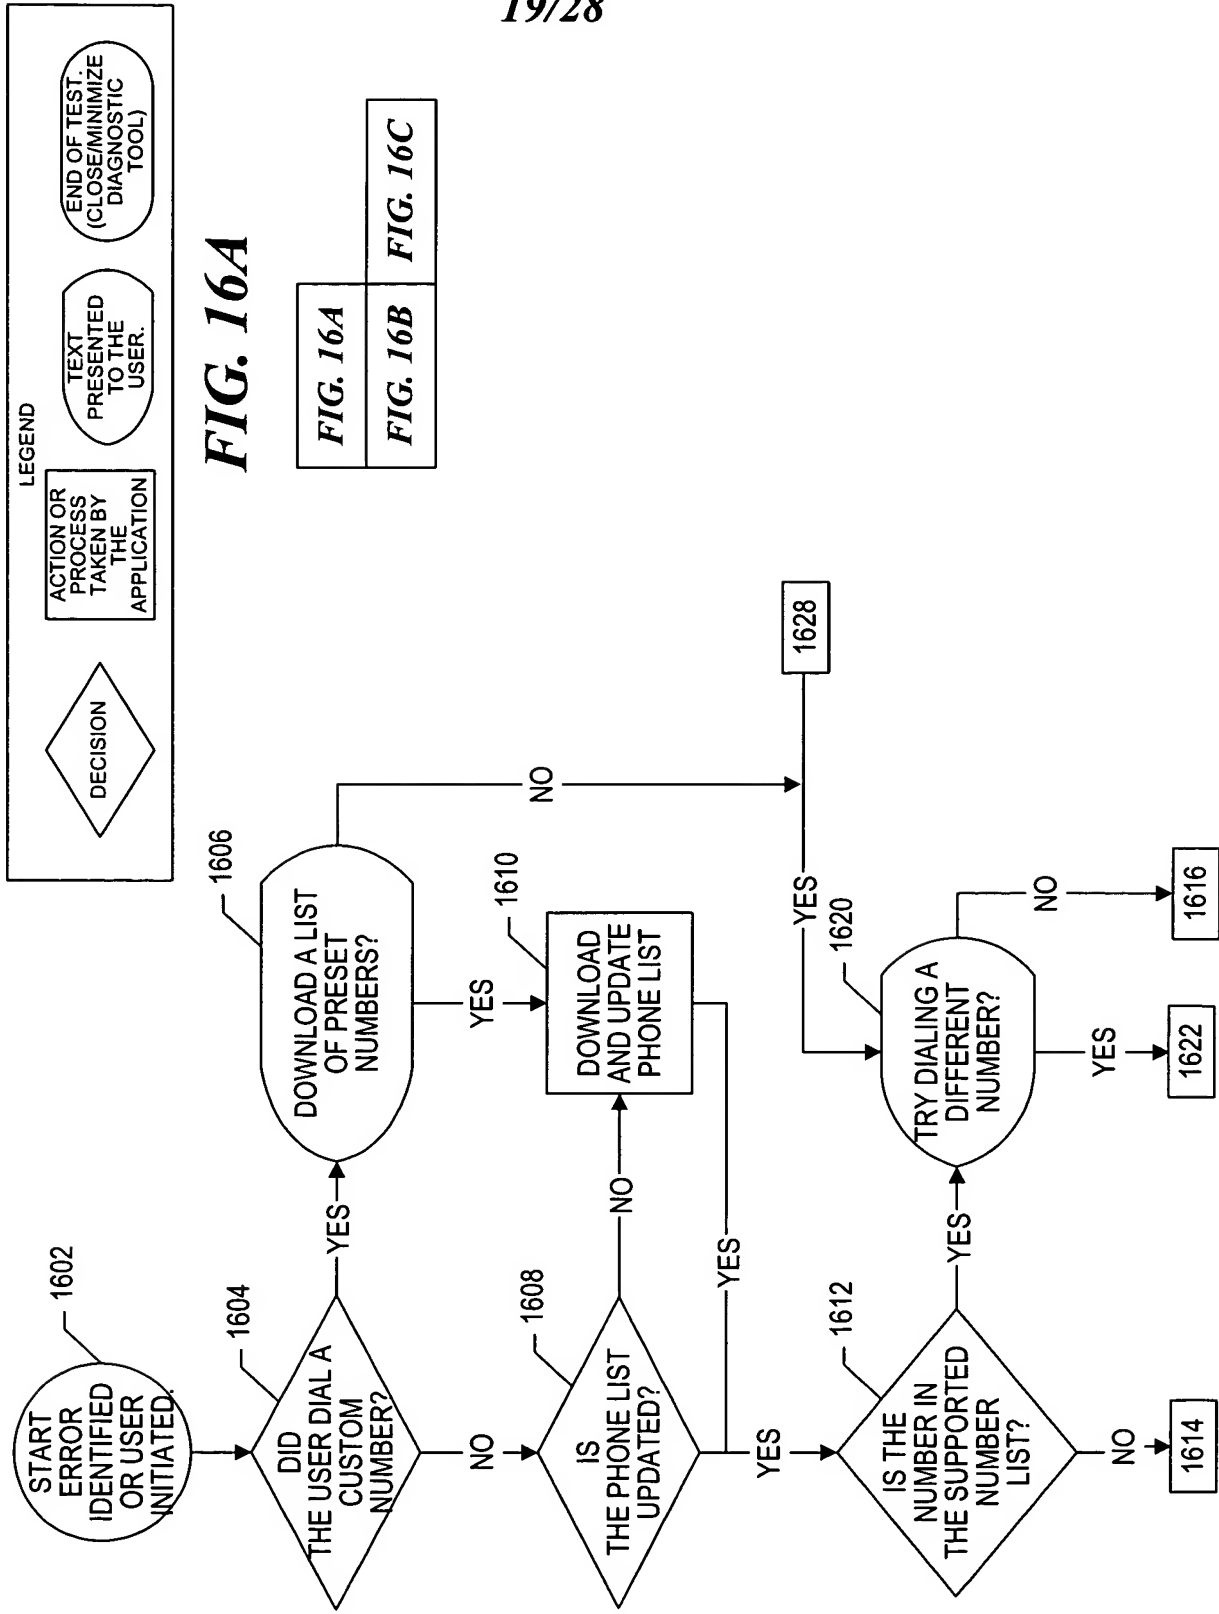 19/28
LEGEND
DECISION
ACTION OR
PROCESS
TAKEN BY
THE
APPLICATION
TEXT
PRESENTED
TO THE
USER.
END OF TEST.
(CLOSE/MINIMIZE
DIAGNOSTIC
TOOL)
FIG. 16A
FIG. 16A
FIG. 16B
FIG. 16C
START
ERROR
IDENTIFIED
OR USER
INITIATED.
1602
DID
THE USER DIAL A
CUSTOM
NUMBER?
1604
YES
DOWNLOAD A LIST
OF PRESET
NUMBERS?
1606
NO
NO
YES
IS
THE PHONE LIST
UPDATED?
1608
NO
DOWNLOAD
AND UPDATE
PHONE LIST
1610
YES
1628
YES
YES
IS THE
NUMBER IN
THE SUPPORTED
NUMBER
LIST?
1612
YES
TRY DIALING A
DIFFERENT
NUMBER?
1620
NO
NO
YES
1614
1622
1616